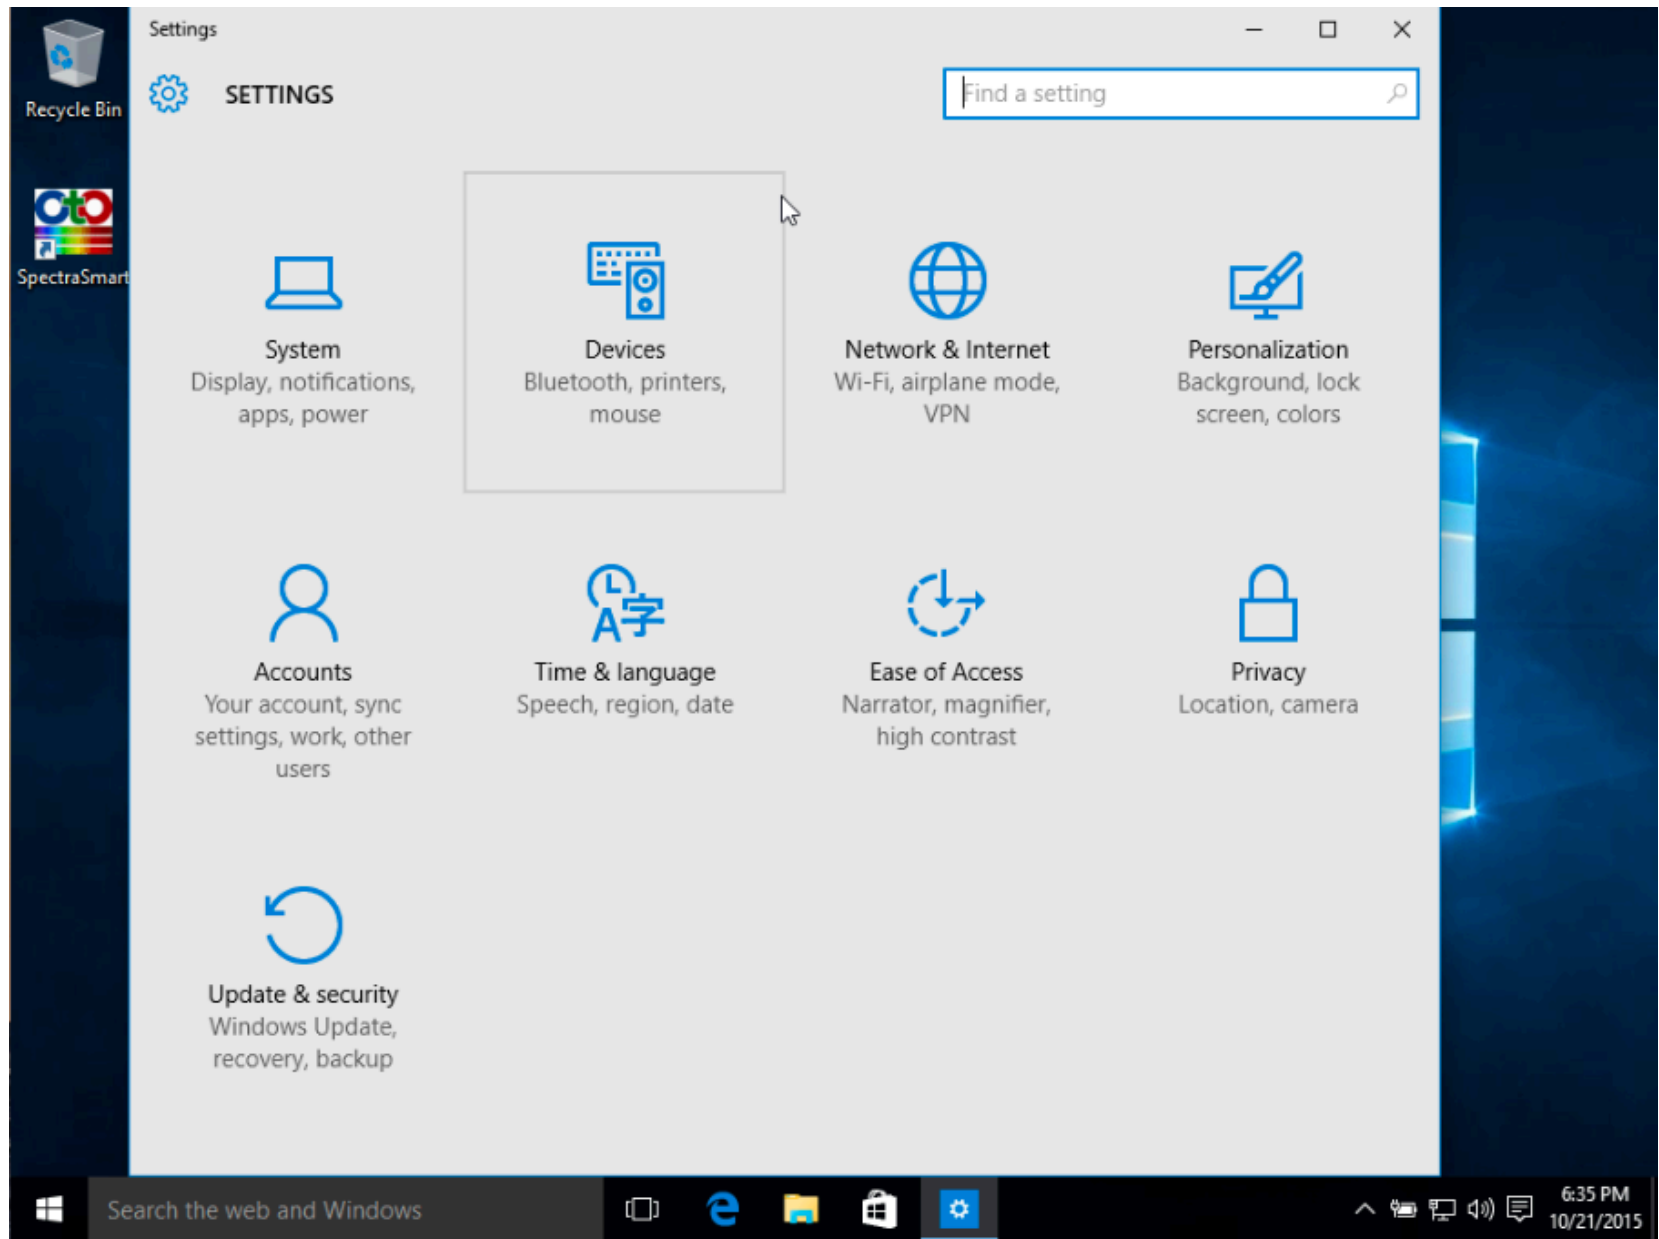 Settings
SETTINGS
Find a setting
Recycle Bin
oto
SpectraSmart
System
Display, notifications,
apps, power
Devices
Bluetooth, printers,
mouse
Network & Internet
Wi-Fi, airplane mode,
VPN
Personalization
Background, lock
screen, colors
Accounts
Your account, sync
settings, work, other
users
A字
Time & language
Speech, region, date
Ease of Access
Narrator, magnifier,
high contrast
Privacy
Location, camera
Update & security
Windows Update,
recovery, backup
Search the web and Windows
6:35 PM
10/21/2015